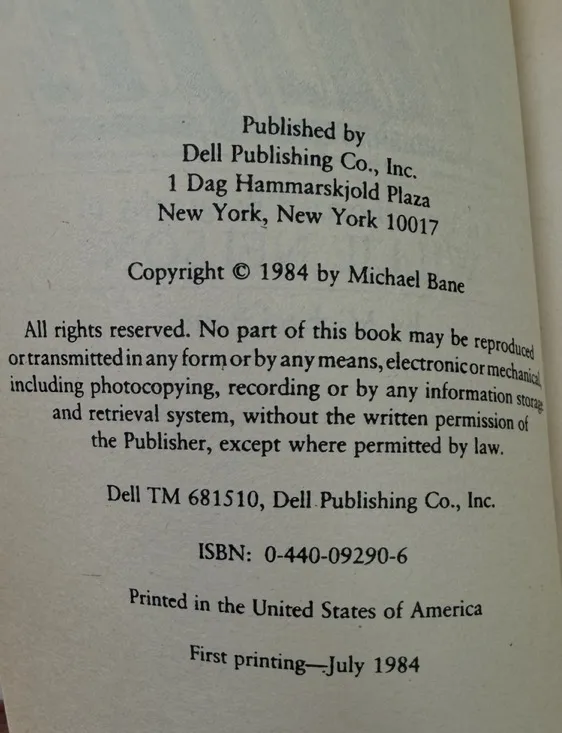 Published by
Dell Publishing Co., Inc.
1 Dag Hammarskjold Plaza
New York, New York 10017
Copyright © 1984 by Michael Bane
All rights reserved. No part of this book may be reproduced
or transmitted in any form or by any means, electronic or mechanical,
including photocopying, recording or by any information storage
and retrieval system, without the written permission of
the Publisher, except where permitted by law.
Dell TM 681510, Dell Publishing Co., Inc.
ISBN: 0-440-09290-6
Printed in the United States of America
First printing—July 1984